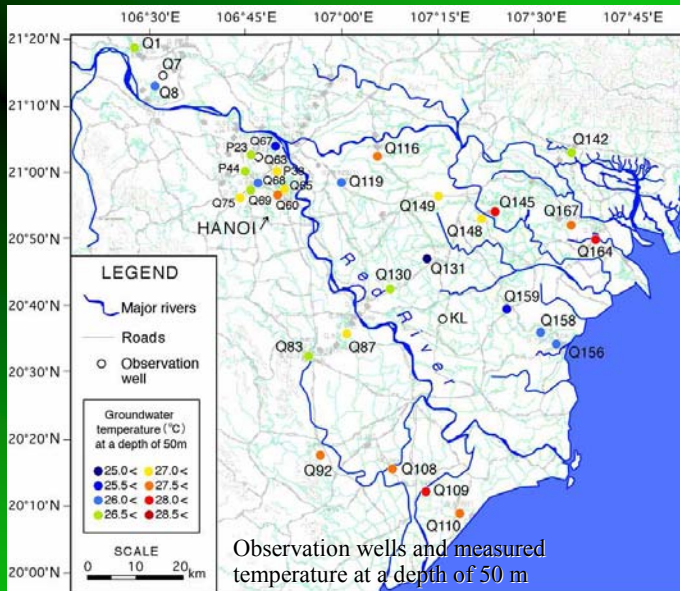 106°30'
106°45'
107°00'
107°15'
107°30'
107°45'
21°20'
21°10'
21°00'
20°50'
20°40'
20°30'
20°20'
20°10'
20°00'
Q1
Q7
Q8
Q67
P23
Q63
P44
P33
Q68
Q65
Q75
Q69
Q60
HANOI
Q116
Q119
Q142
Q149
Q145
Q148
Q167
Q164
Q130
Q131
Q159
KL
Q158
Q156
Red River
Q83
Q87
Q92
Q108
Q109
Q110
LEGEND
Major rivers
Roads
Observation
well
Groundwater
temperature (°C)
at a depth of 50m
25.0< 27.0<
25.5< 27.5<
26.0< 28.0<
26.5< 28.5<
SCALE
0 10 20
km
Observation wells and measured
temperature at a depth of 50 m